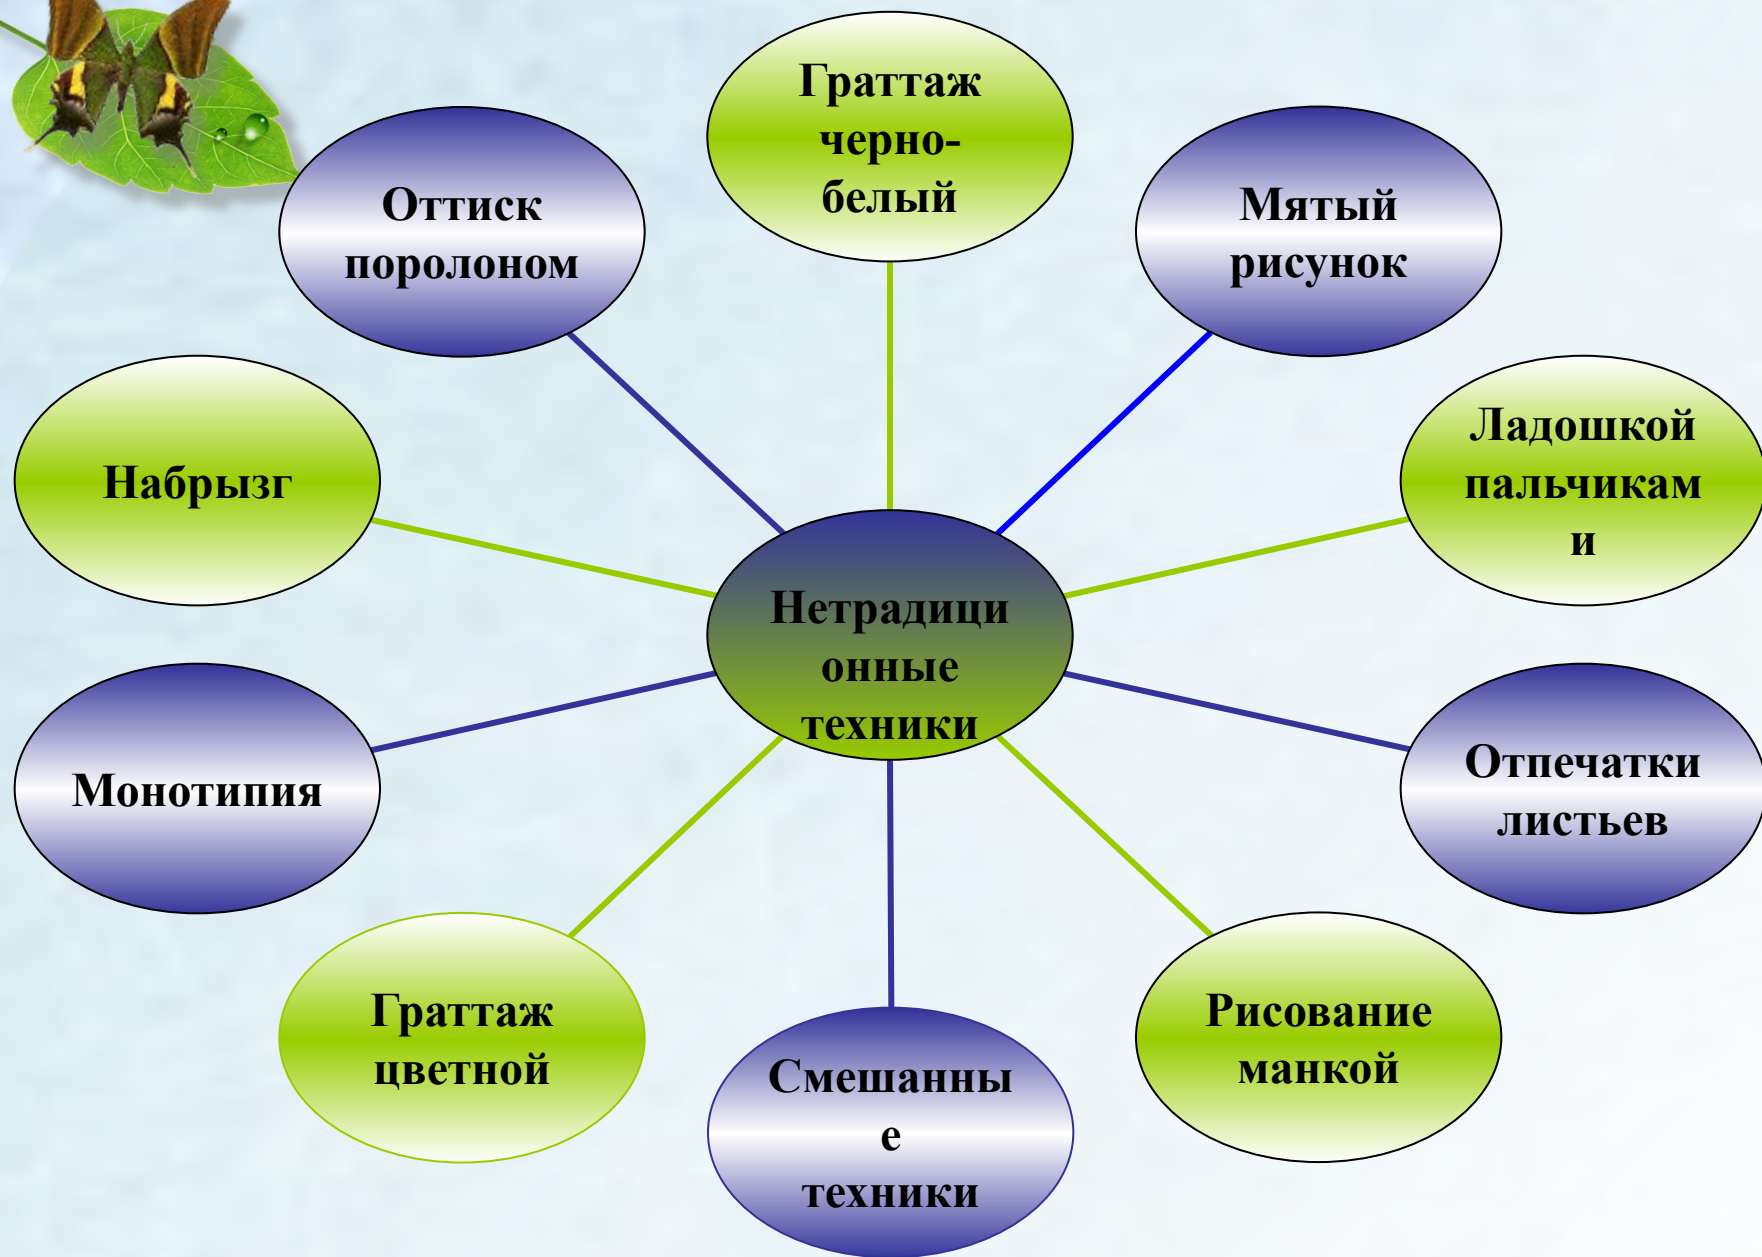 Граттаж
черно-
белый
Оттиск
поролоном
Мятый
рисунок
Набрызг
Ладошкой
пальчикам
и
Нетрадици
онные
техники
Монотипия
Отпечатки
листьев
Граттаж
цветной
Рисование
манкой
Смешанны
е
техники